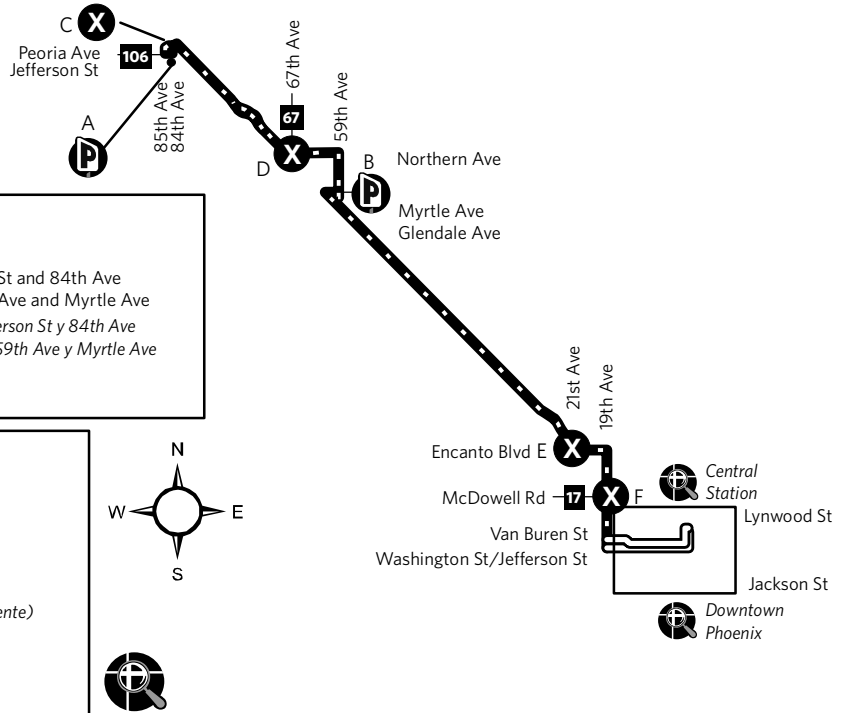 C
X
Peoria Ave
Jefferson St
106
85th Ave
84th Ave
A
P
67th Ave
67
X
D
59th Ave
B
P
Northern Ave
Myrtle Ave
Glendale Ave
St and 84th Ave
Ave and Myrtle Ave
erson St y 84th Ave
59th Ave y Myrtle Ave
N
W
E
S
ente)
21st Ave
19th Ave
Encanto Blvd
E
X
McDowell Rd
17
X
F
Central
Station
Lynwood St
Van Buren St
Washington St/Jefferson St
Jackson St
Downtown
Phoenix